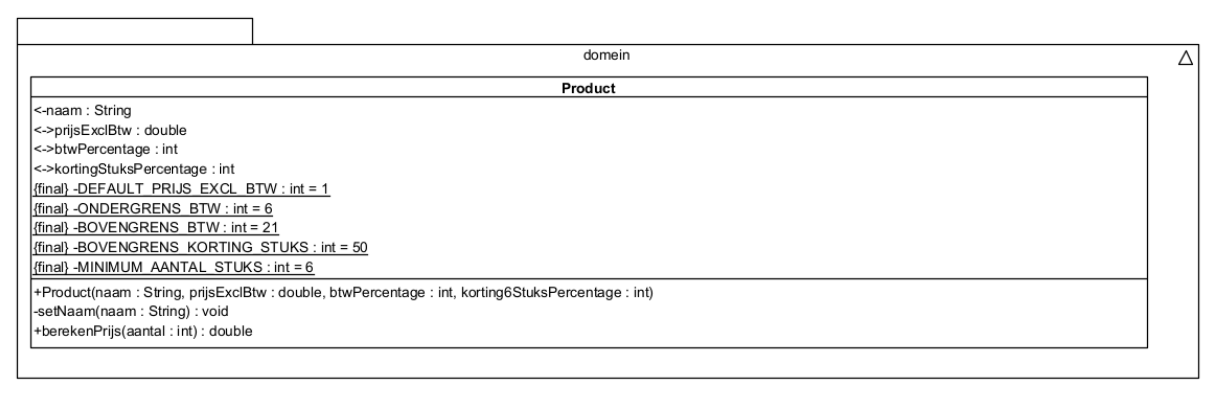 domein
Product
<-naam : String
<->prijsExclBtw : double
<->btwPercentage : int
<->kortingStuksPercentage : int
{final} -DEFAULT_PRIJS_EXCL_BTW : int = 1
{final} -ONDERGRENS_BTW : int = 6
{final} -BOVENGRENS_BTW : int = 21
{final} -BOVENGRENS_KORTING_STUKS : int = 50
{final} -MINIMUM_AANTAL_STUKS : int = 6
+Product(naam : String, prijsExclBtw : double, btwPercentage : int, korting6StuksPercentage : int)
-setNaam(naam : String) : void
+berekenPrijs(aantal : int) : double